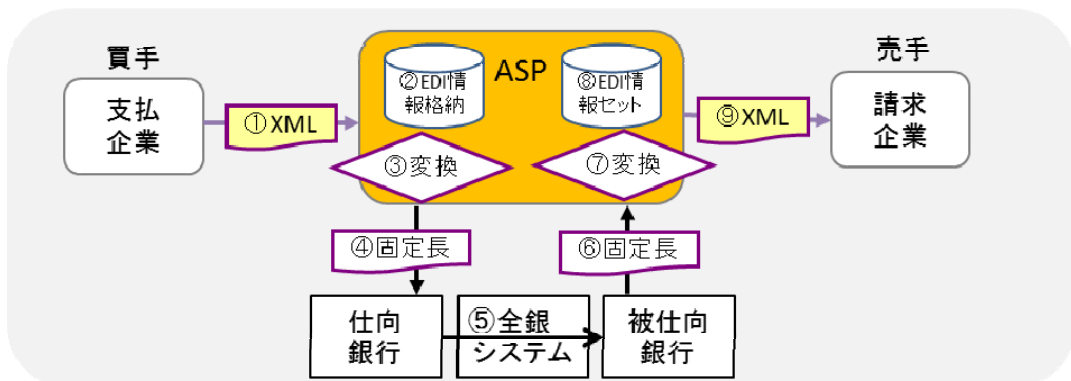 買手
支払
企業
①XML
②EDI情
報格納
ASP
⑧EDI情
報セット
③変換
⑦変換
⑨XML
売手
請求
企業
④固定長
⑥固定長
仕向
銀行
⑤全銀
システム
被仕向
銀行